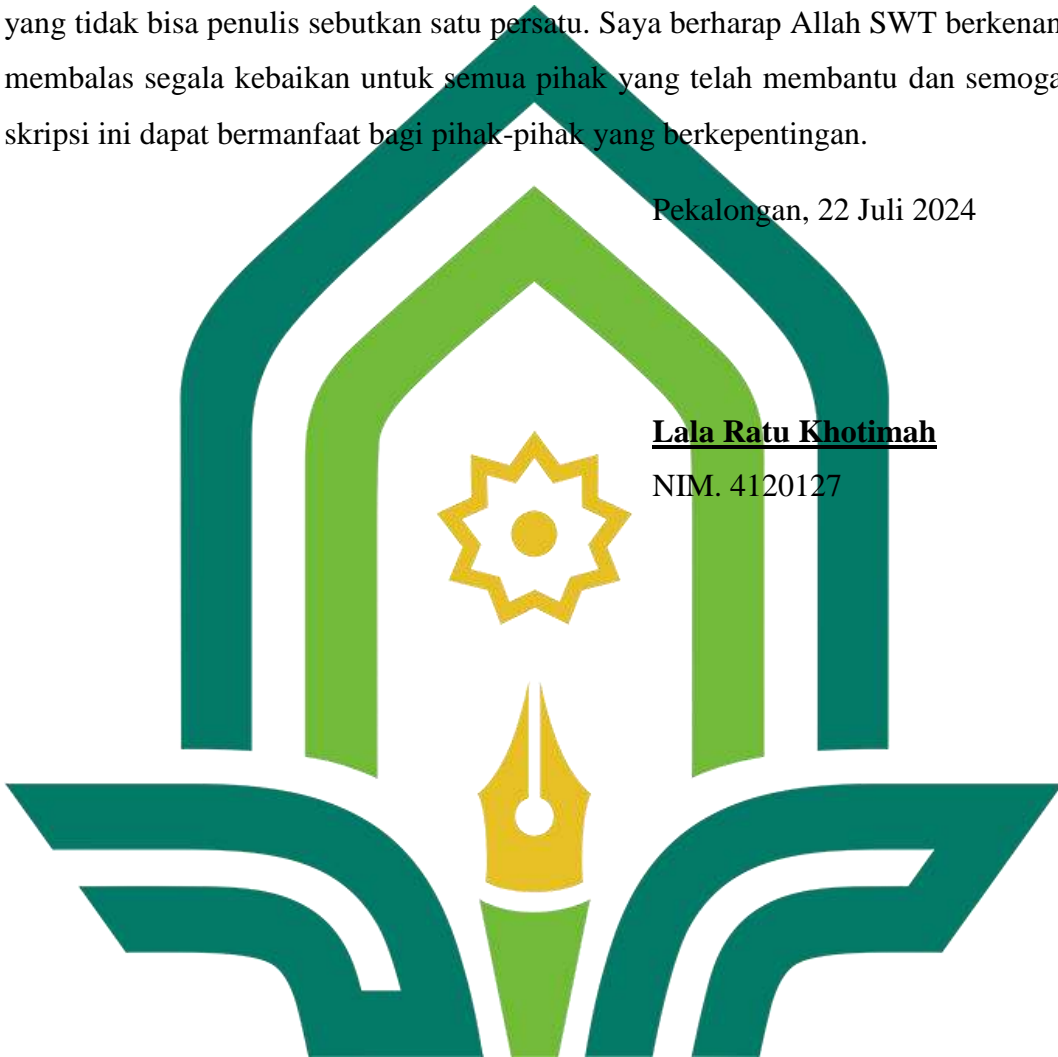 yang tidak bisa penulis sebutkan satu persatu. Saya berharap Allah SWT berkenan
membalas segala kebaikan untuk semua pihak yang telah membantu dan semoga
skripsi ini dapat bermanfaat bagi pihak-pihak yang berkepentingan.
Pekalongan, 22 Juli 2024
Lala Ratu Khotimah
NIM. 4120127